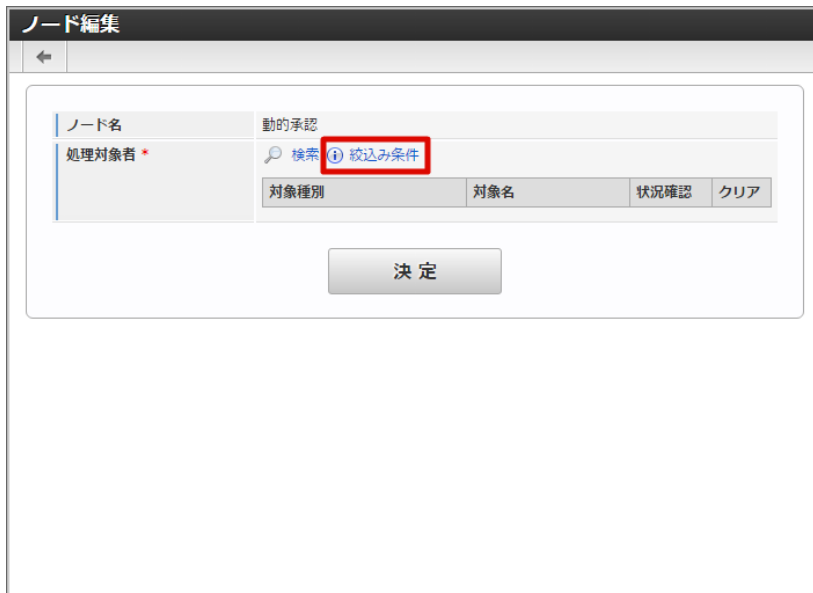 ノード編集
ノード名 動的承認
処理対象者 * 検索 絞込み条件
対象種別 対象名 状況確認 クリア
決定